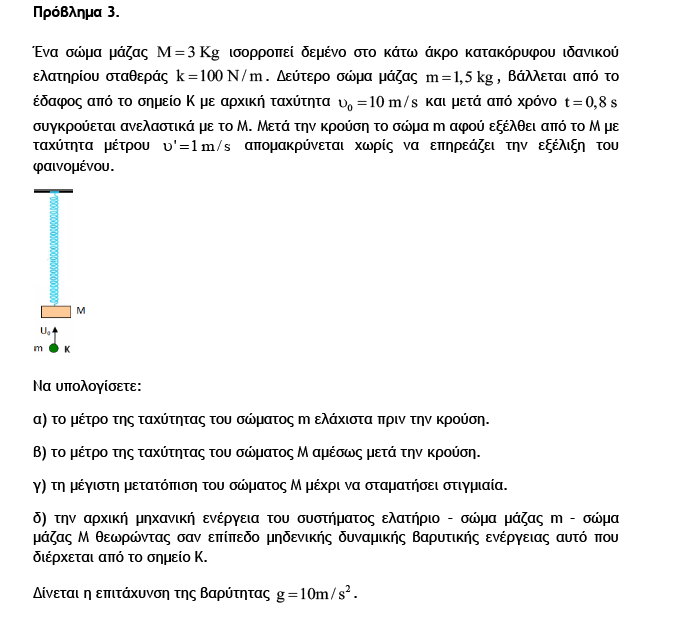 Πρόβλημα 3.
Ένα σώμα μάζας M = 3 Kg ισορροπεί δεμένο στο κάτω άκρο κατακόρυφου ιδανικού
ελατηρίου σταθεράς k = 100 N / m. Δεύτερο σώμα μάζας m = 1,5 kg, βάλλεται από το
έδαφος από το σημείο Κ με αρχική ταχύτητα υ₀ = 10 m / s και μετά από χρόνο t = 0,8 s
συγκρούεται ανελαστικά με το Μ. Μετά την κρούση το σώμα m αφού εξέλθει από το Μ με
ταχύτητα μέτρου υ' = 1 m / s απομακρύνεται χωρίς να επηρεάζει την εξέλιξη του
φαινομένου.
M
U₀
m K
Να υπολογίσετε:
α) το μέτρο της ταχύτητας του σώματος m ελάχιστα πριν την κρούση.
β) το μέτρο της ταχύτητας του σώματος Μ αμέσως μετά την κρούση.
γ) τη μέγιστη μετατόπιση του σώματος Μ μέχρι να σταματήσει στιγμιαία.
δ) την αρχική μηχανική ενέργεια του συστήματος ελατήριο - σώμα μάζας m - σώμα
μάζας Μ θεωρώντας σαν επίπεδο μηδενικής δυναμικής βαρυτικής ενέργειας αυτό που
διέρχεται από το σημείο Κ.
Δίνεται η επιτάχυνση της βαρύτητας g = 10m / s².